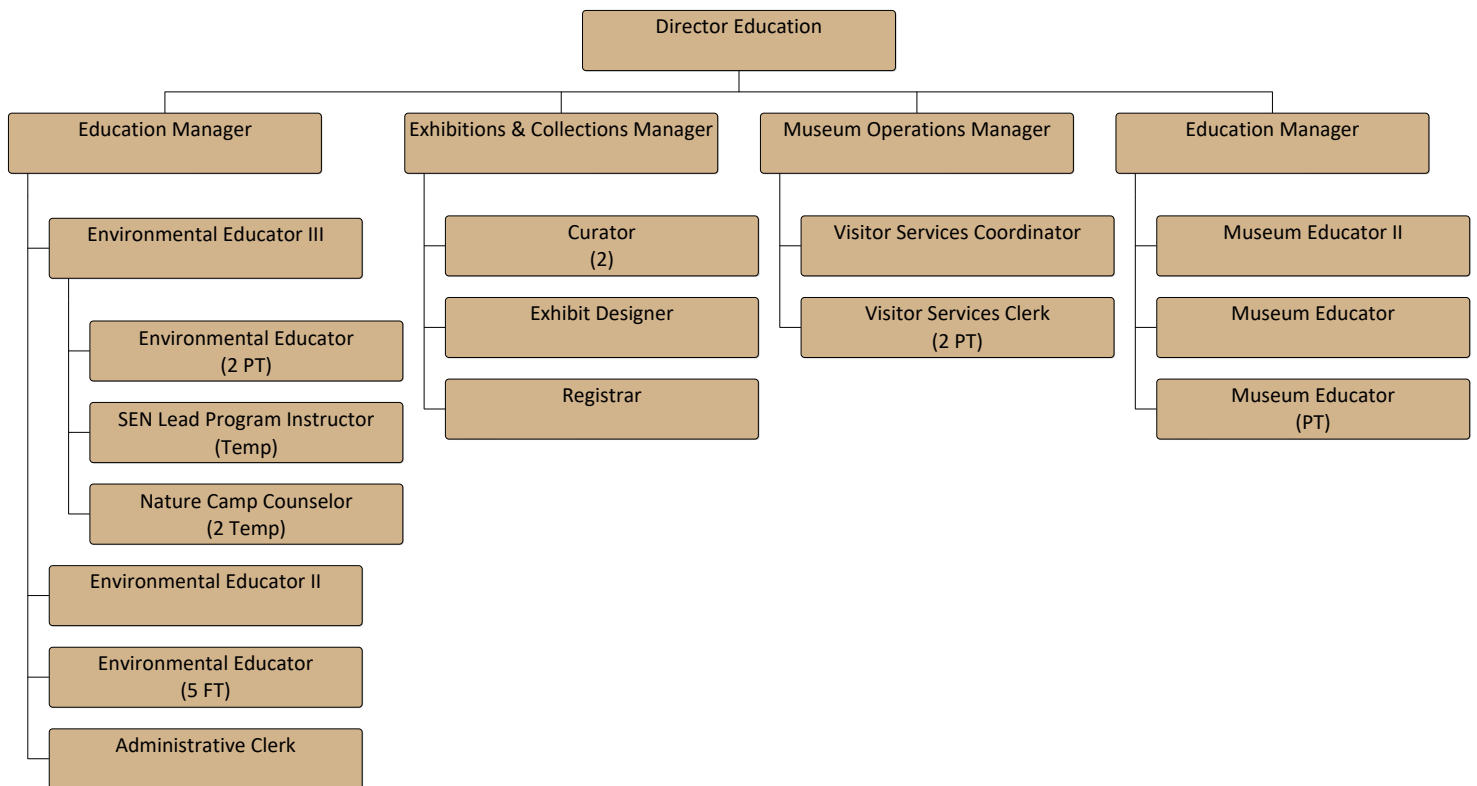 Director Education
Education Manager
Environmental Educator III
Environmental Educator
(2 PT)
SEN Lead Program Instructor
(Temp)
Nature Camp Counselor
(2 Temp)
Environmental Educator II
Environmental Educator
(5 FT)
Administrative Clerk
Exhibitions & Collections Manager
Curator
(2)
Exhibit Designer
Registrar
Museum Operations Manager
Visitor Services Coordinator
Visitor Services Clerk
(2 PT)
Education Manager
Museum Educator II
Museum Educator
Museum Educator
(PT)